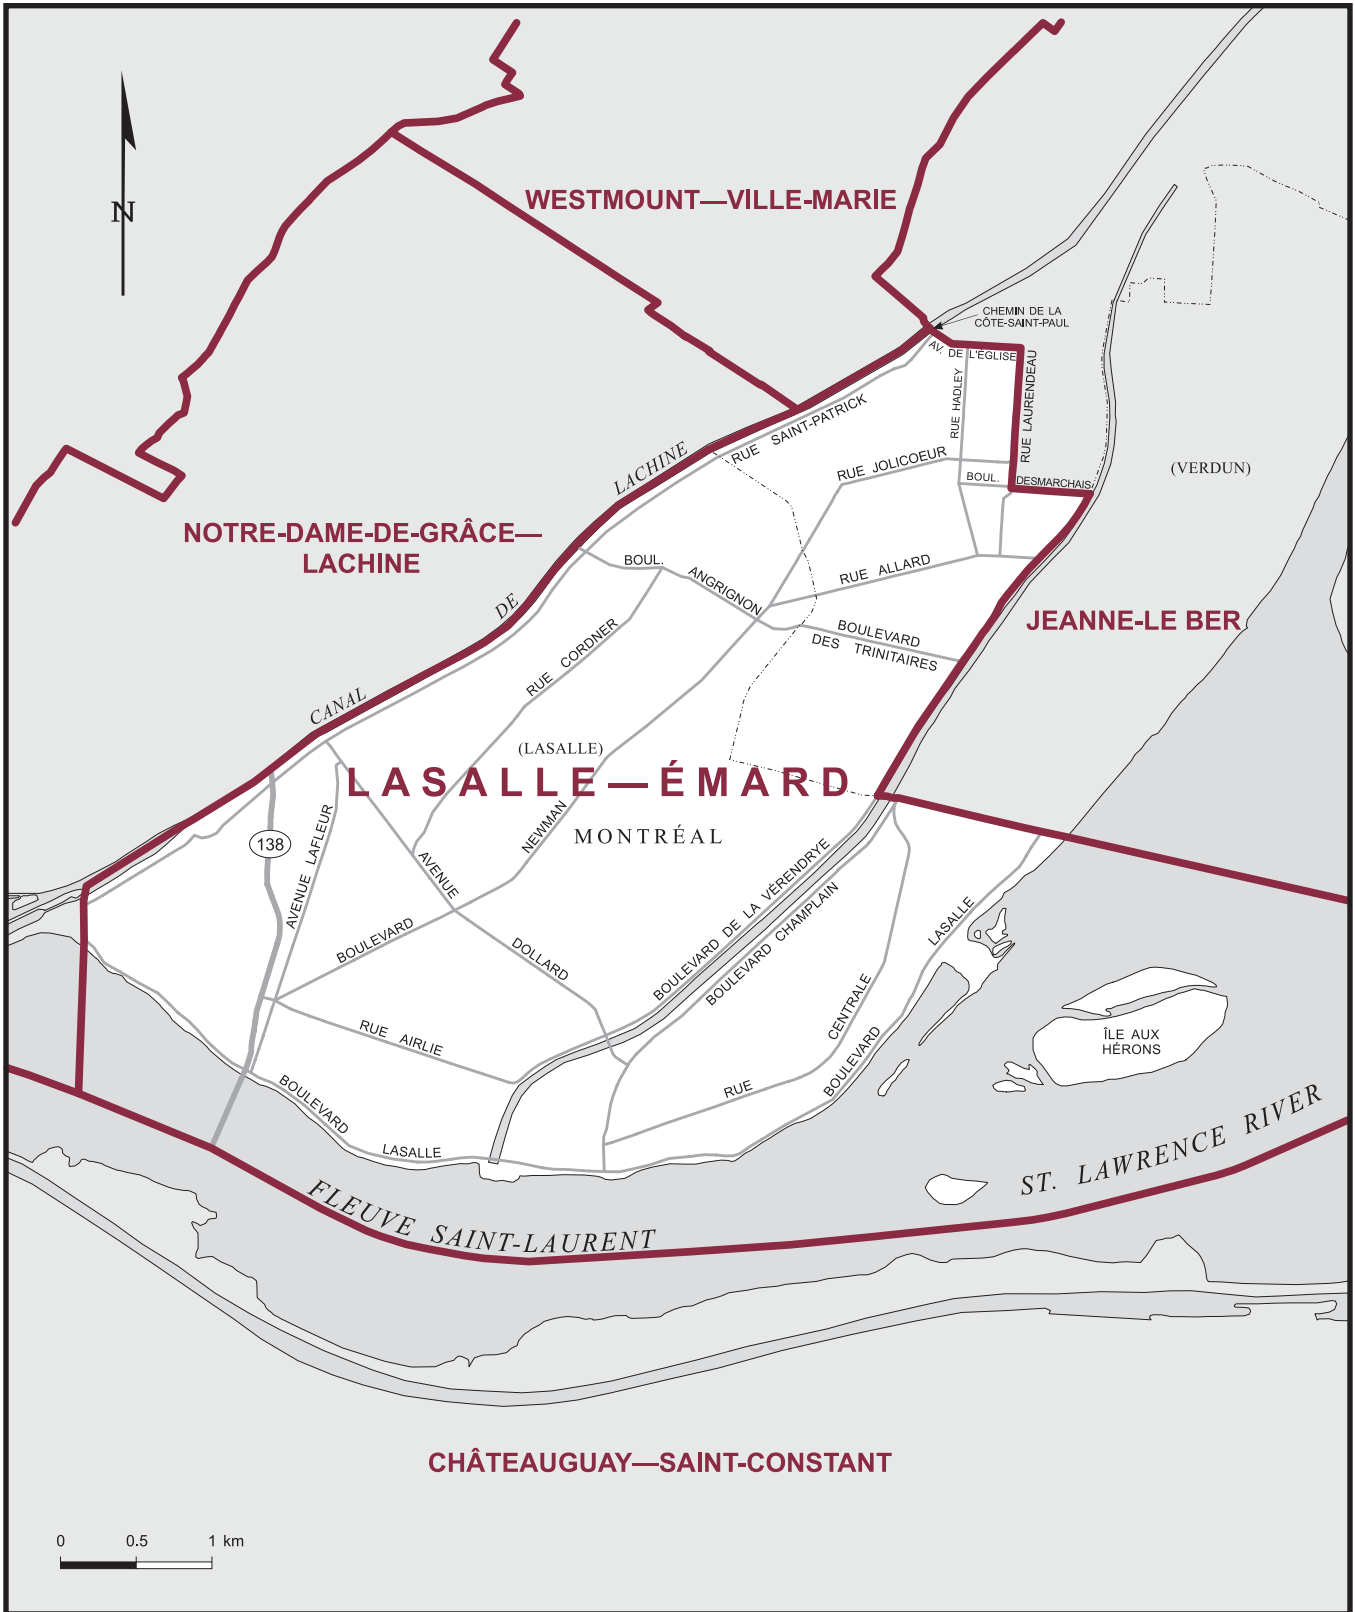 WESTMOUNT—VILLE-MARIE
N
CHEMIN DE LA
CÔTE-SAINT-PAUL
AV. DE L'ÉGLISE
RUE HADLEY
RUE LAURENDEAU
RUE SAINT-PATRICK
LACHINE
RUE JOLICOEUR
BOUL. DESMARCHAIS
(VERDUN)
NOTRE-DAME-DE-GRÂCE—
LACHINE
BOUL. ANGRIGNON
RUE ALLARD
DE
JEANNE-LE BER
BOULEVARD
DES TRINITAIRES
RUE CORDNER
CANAL
(LASALLE)
LASALLE—ÉMARD
MONTRÉAL
NEWMAN
138
AVENUE LAFLEUR
AVENUE
BOULEVARD DE LA VÉRENDRYE
BOULEVARD CHAMPLAIN
LASALLE
BOULEVARD
DOLLARD
CENTRALE
RUE AIRLIE
ÎLE AUX
HÉRONS
BOULEVARD
RUE
BOULEVARD
LASALLE
ST. LAWRENCE RIVER
FLEUVE SAINT-LAURENT
CHÂTEAUGUAY—SAINT-CONSTANT
0 0.5 1 km